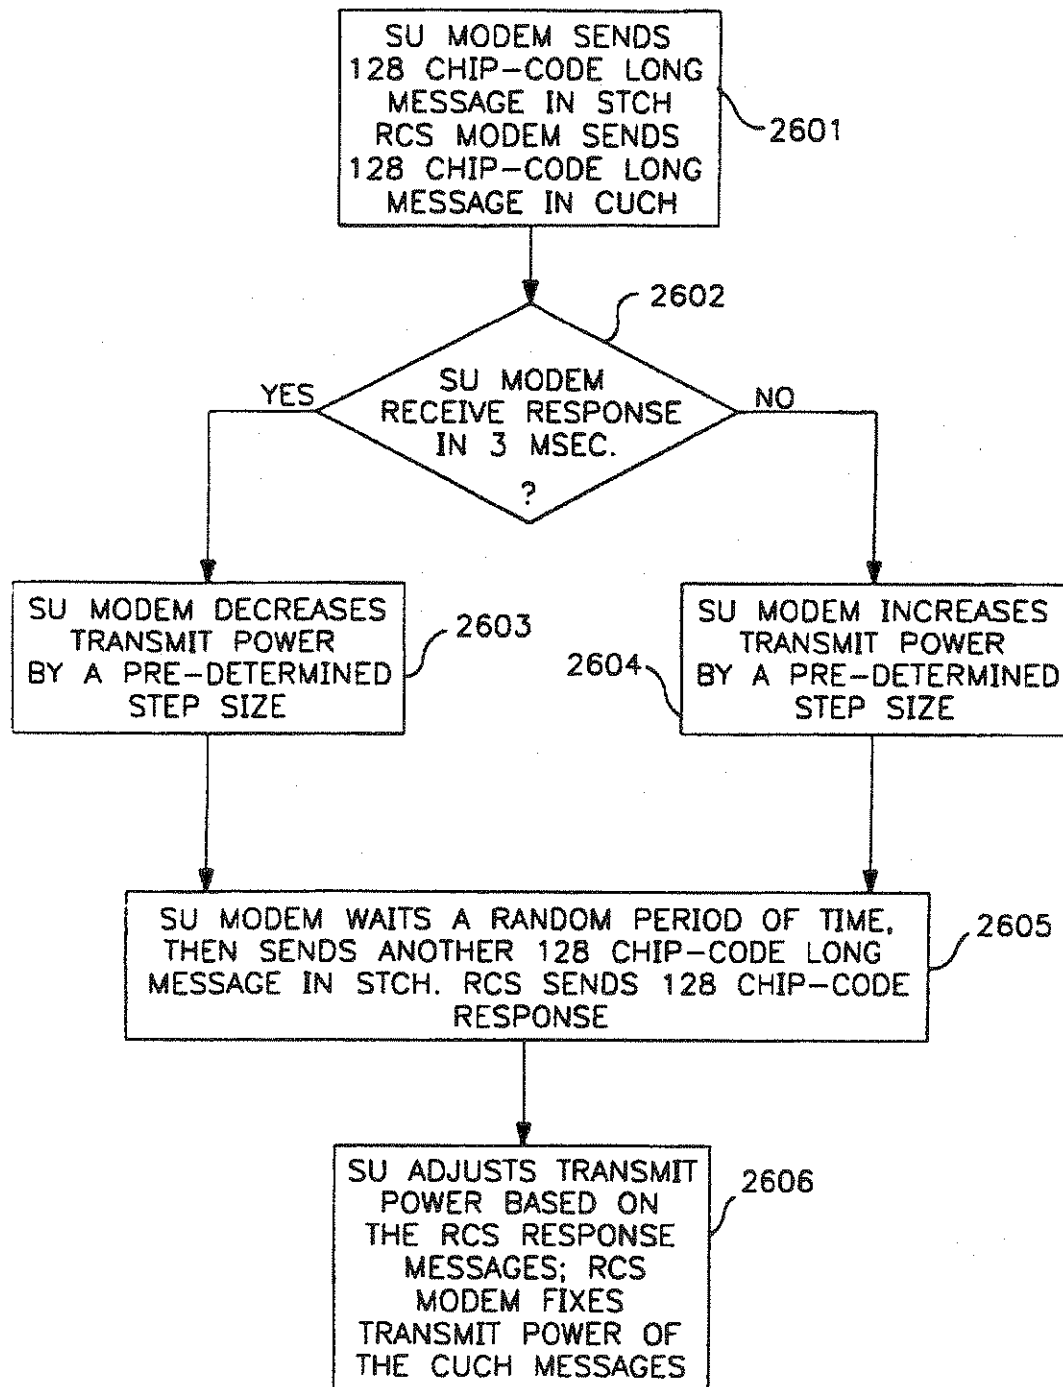 SU MODEM SENDS
128 CHIP-CODE LONG
MESSAGE IN STCH
RCS MODEM SENDS
128 CHIP-CODE LONG
MESSAGE IN CUCH
2601
2602
SU MODEM
RECEIVE RESPONSE
IN 3 MSEC.
?
YES
NO
SU MODEM DECREASES
TRANSMIT POWER
BY A PRE-DETERMINED
STEP SIZE
2603
SU MODEM INCREASES
TRANSMIT POWER
BY A PRE-DETERMINED
STEP SIZE
2604
SU MODEM WAITS A RANDOM PERIOD OF TIME,
THEN SENDS ANOTHER 128 CHIP-CODE LONG
MESSAGE IN STCH. RCS SENDS 128 CHIP-CODE
RESPONSE
2605
SU ADJUSTS TRANSMIT
POWER BASED ON
THE RCS RESPONSE
MESSAGES; RCS
MODEM FIXES
TRANSMIT POWER OF
THE CUCH MESSAGES
2606